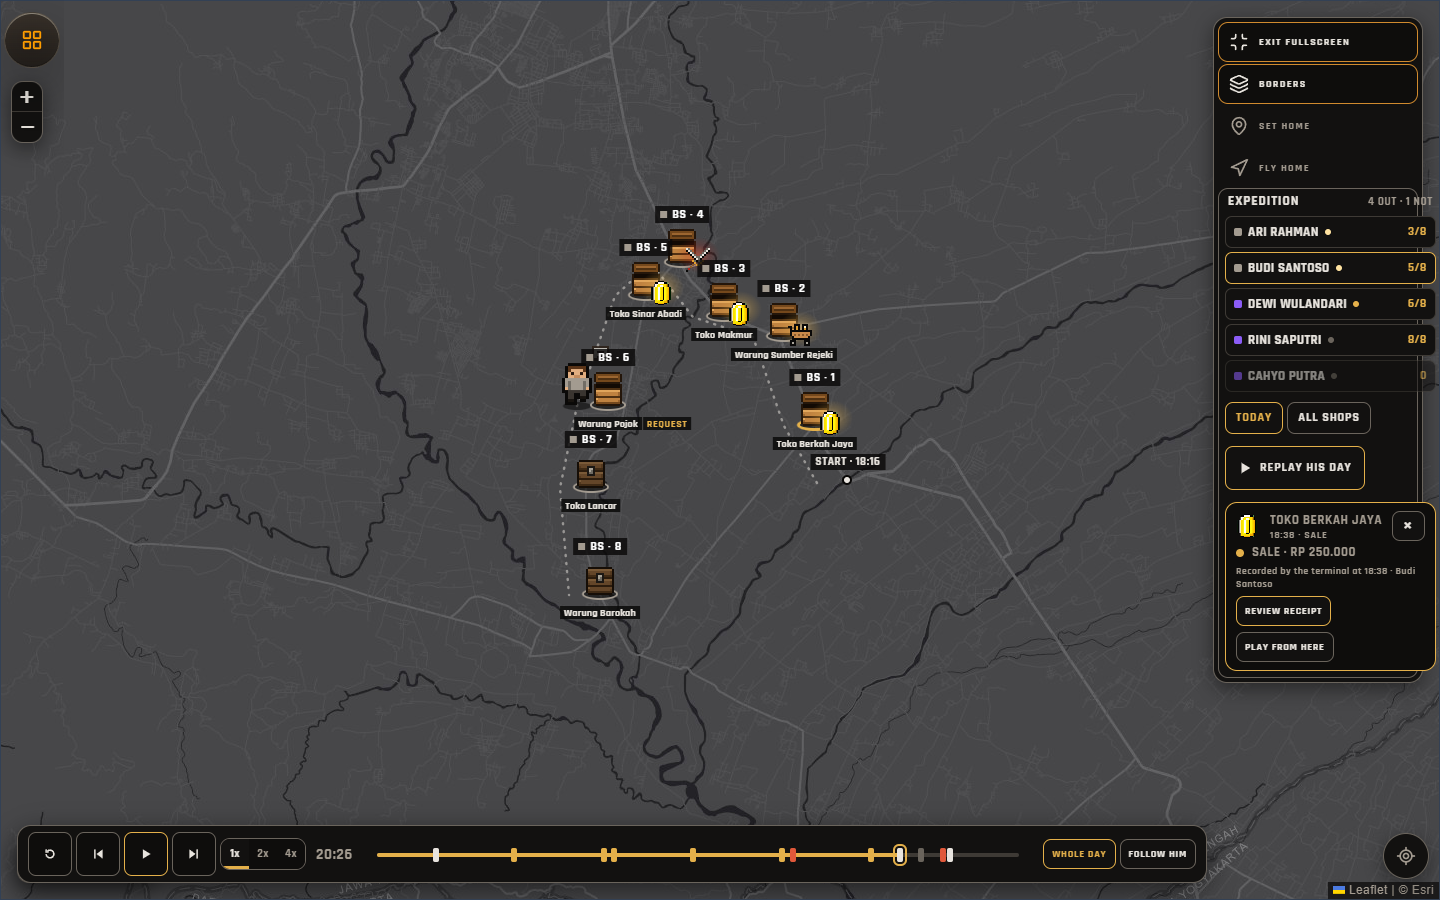 EXIT FULLSCREEN
+
BORDERS
−
SET HOME
FLY HOME
EXPEDITION 4 OUT · 1 NOT
BS · 4
ARI RAHMAN 3/8
BS · 5
BS · 3
BUDI SANTOSO 5/8
BS · 2
DEWI WULANDARI 6/8
Toko Sinar Abadi
Toko Makmur
RINI SAPUTRI 8/8
Warung Sumber Rejeki
BS · 6
CAHYO PUTRA 0
BS · 1
TODAY ALL SHOPS
Warung Pojok REQUEST
BS · 7
Toko Berkah Jaya
START · 18:16
REPLAY HIS DAY
Toko Lancar
TOKO BERKAH JAYA
18:38 · SALE
BS · 8
SALE · RP 250.000
Recorded by the terminal at 18:38 · Budi
Santoso
Warung Barokah
REVIEW RECEIPT
PLAY FROM HERE
1x 2x 4x 20:26 WHOLE DAY FOLLOW HIM
YOGYAKARTA
Leaflet | © Esri